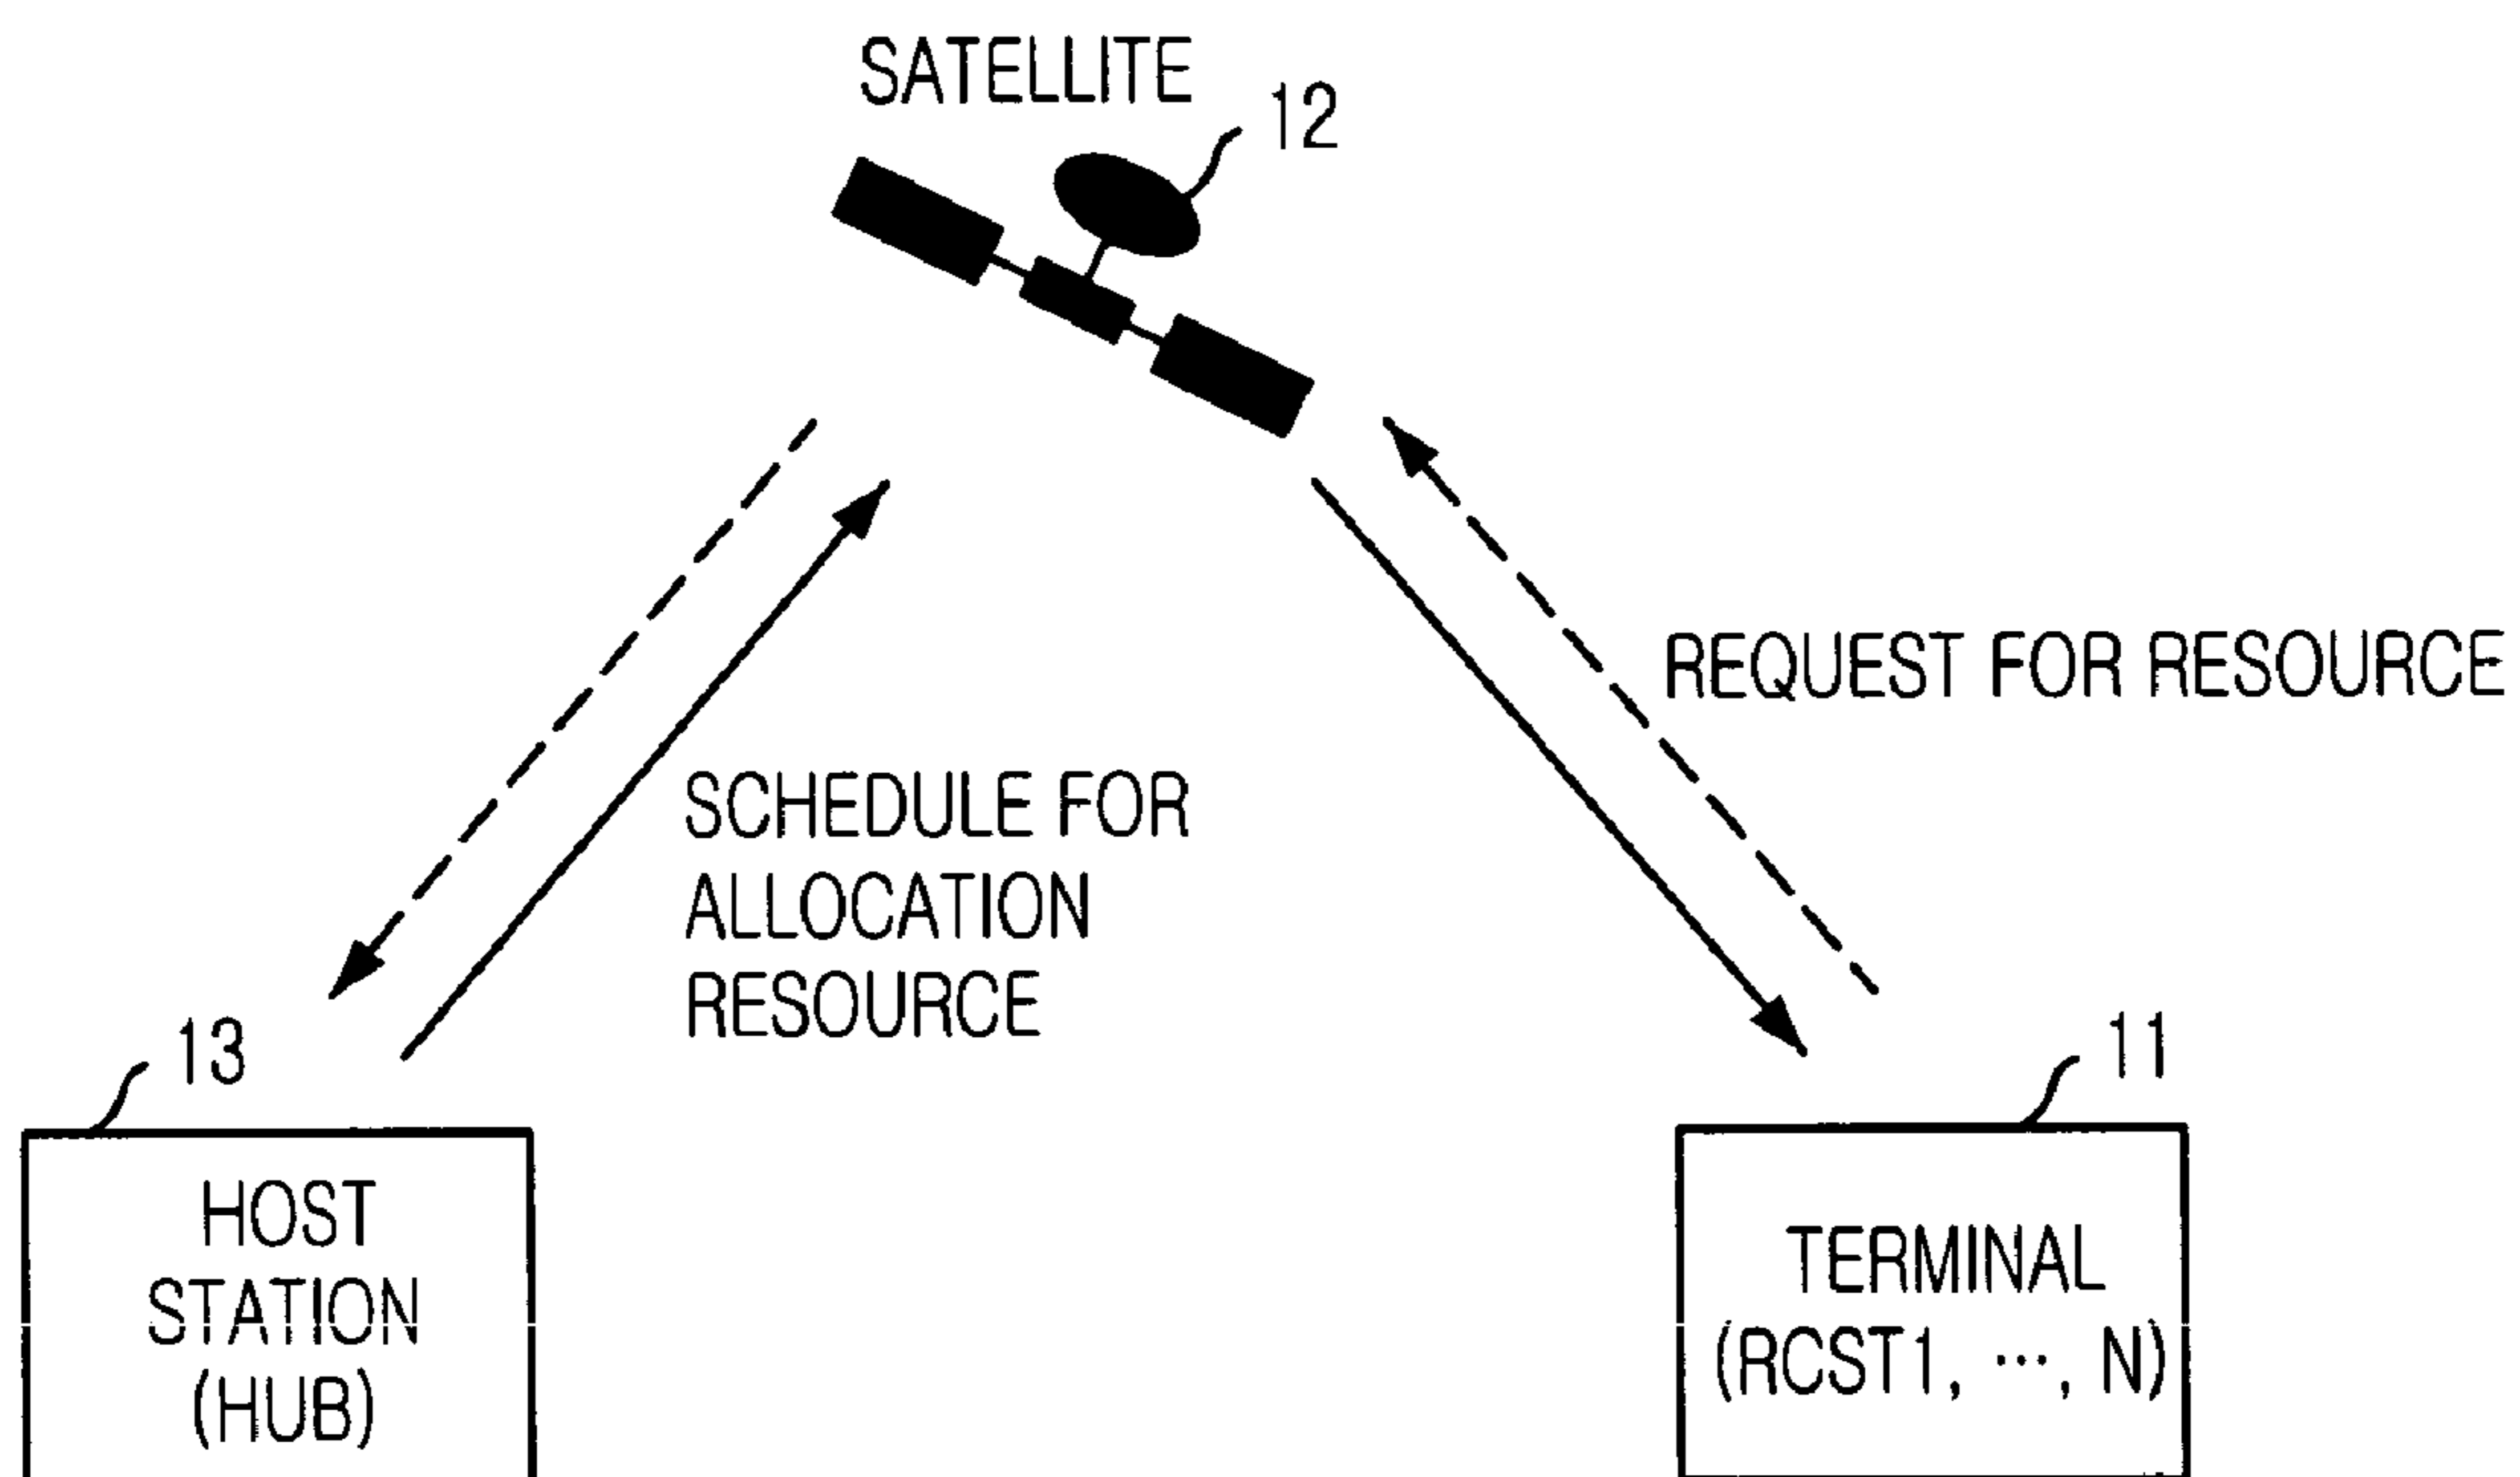 SATELLITE
12
REQUEST FOR RESOURCE
SCHEDULE FOR
ALLOCATION
RESOURCE
13
HOST
STATION
(HUB)
11
TERMINAL
(RCST1, ⋯, N)